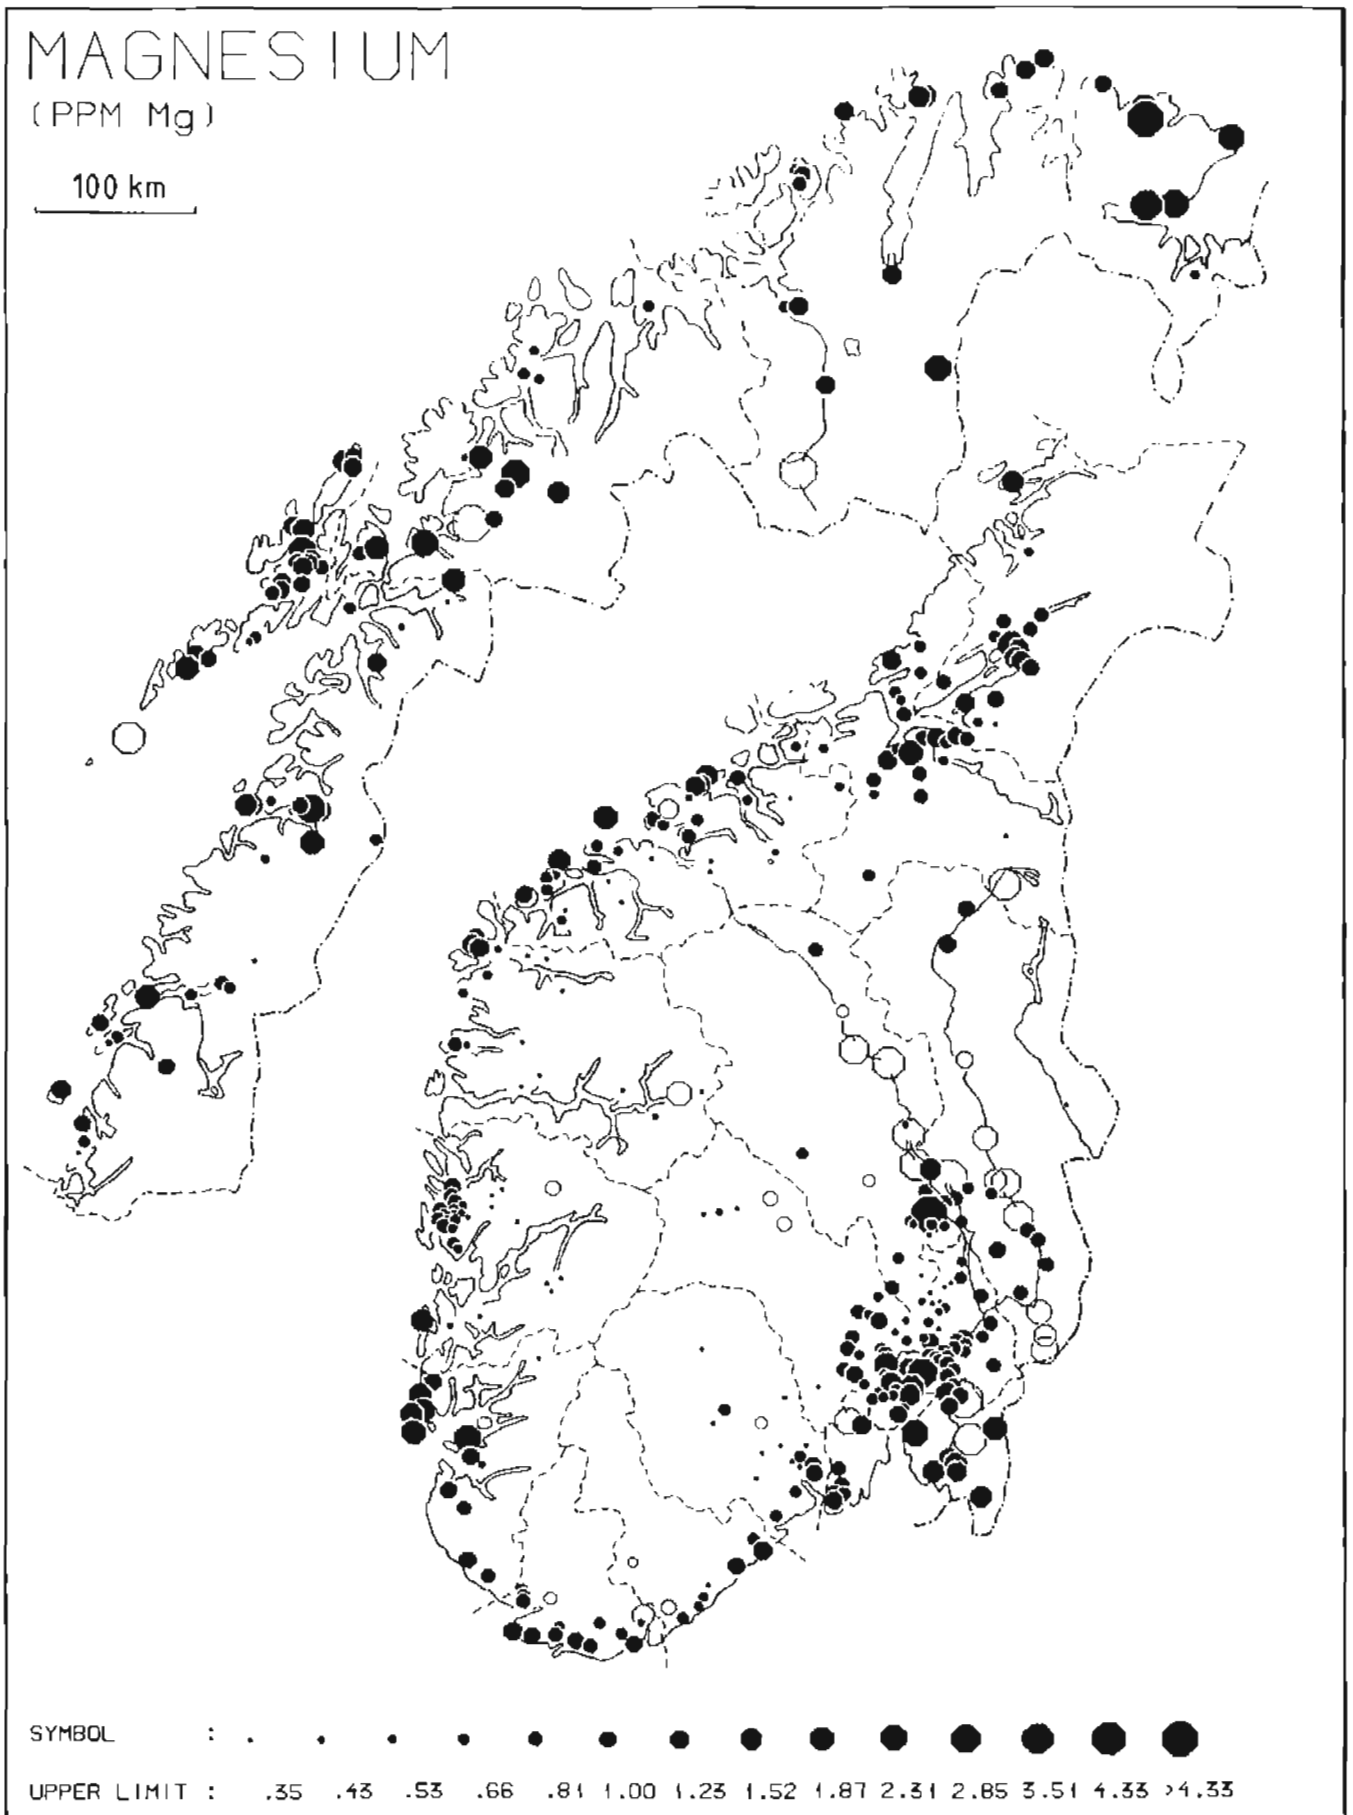 MAGNESIUM
(PPM Mg)
100 km
SYMBOL :
UPPER LIMIT : .35 .43 .53 .66 .81 1.00 1.23 1.52 1.87 2.31 2.85 3.51 4.33 >4.33